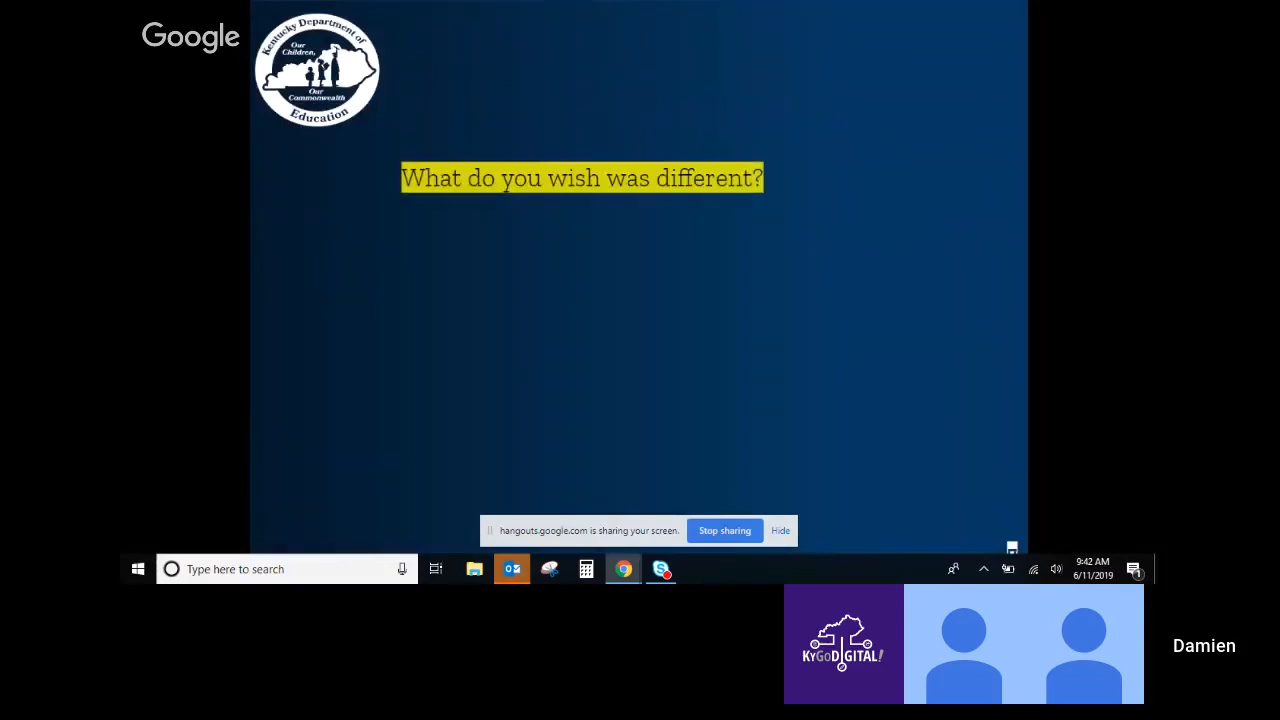 Google
Kentucky Department of
Our
Children,
Our
Commonwealth
Education
What do you wish was different?
hangouts.google.com is sharing your screen.
Stop sharing
Hide
Type here to search
9:42 AM
6/11/2019
1
KYGODIGITAL!
Damien